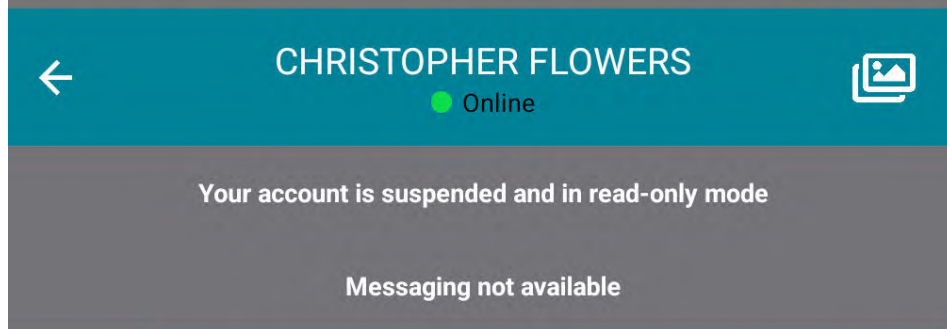 CHRISTOPHER FLOWERS
Online
Your account is suspended and in read-only mode
Messaging not available